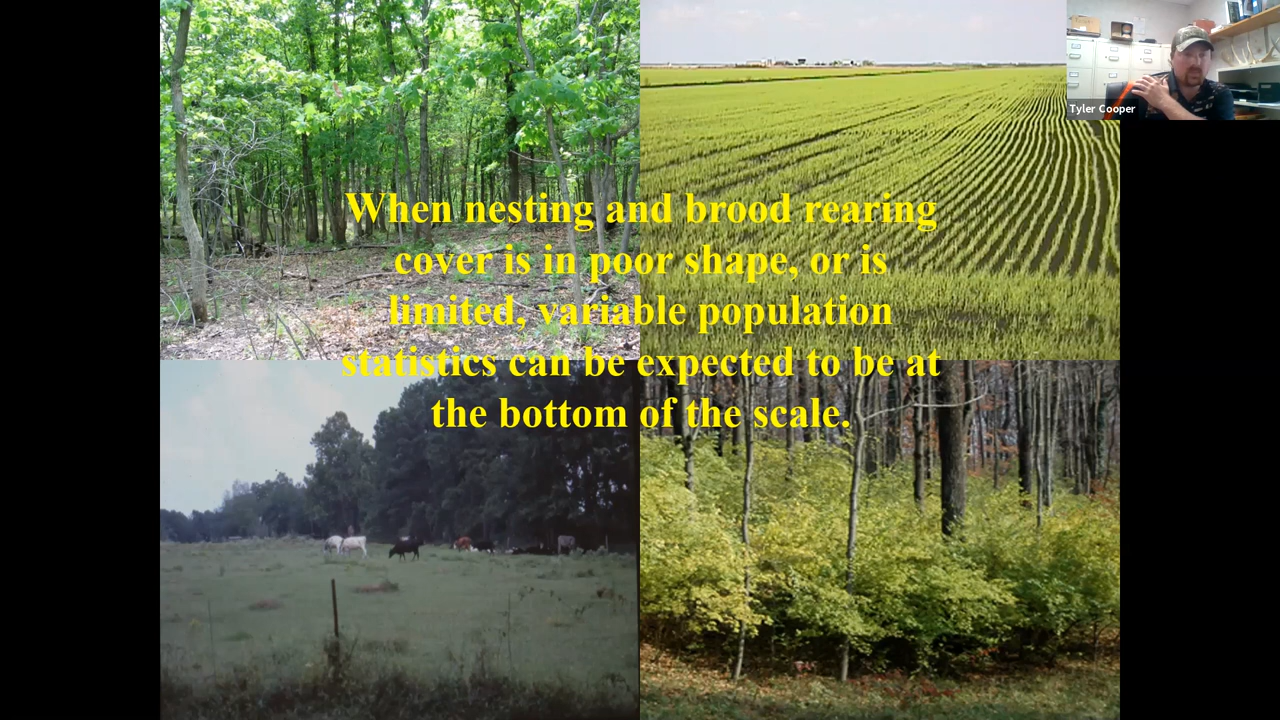 Tyler Cooper
When nesting and brood rearing
cover is in poor shape, or is
limited, variable population
statistics can be expected to be at
the bottom of the scale.